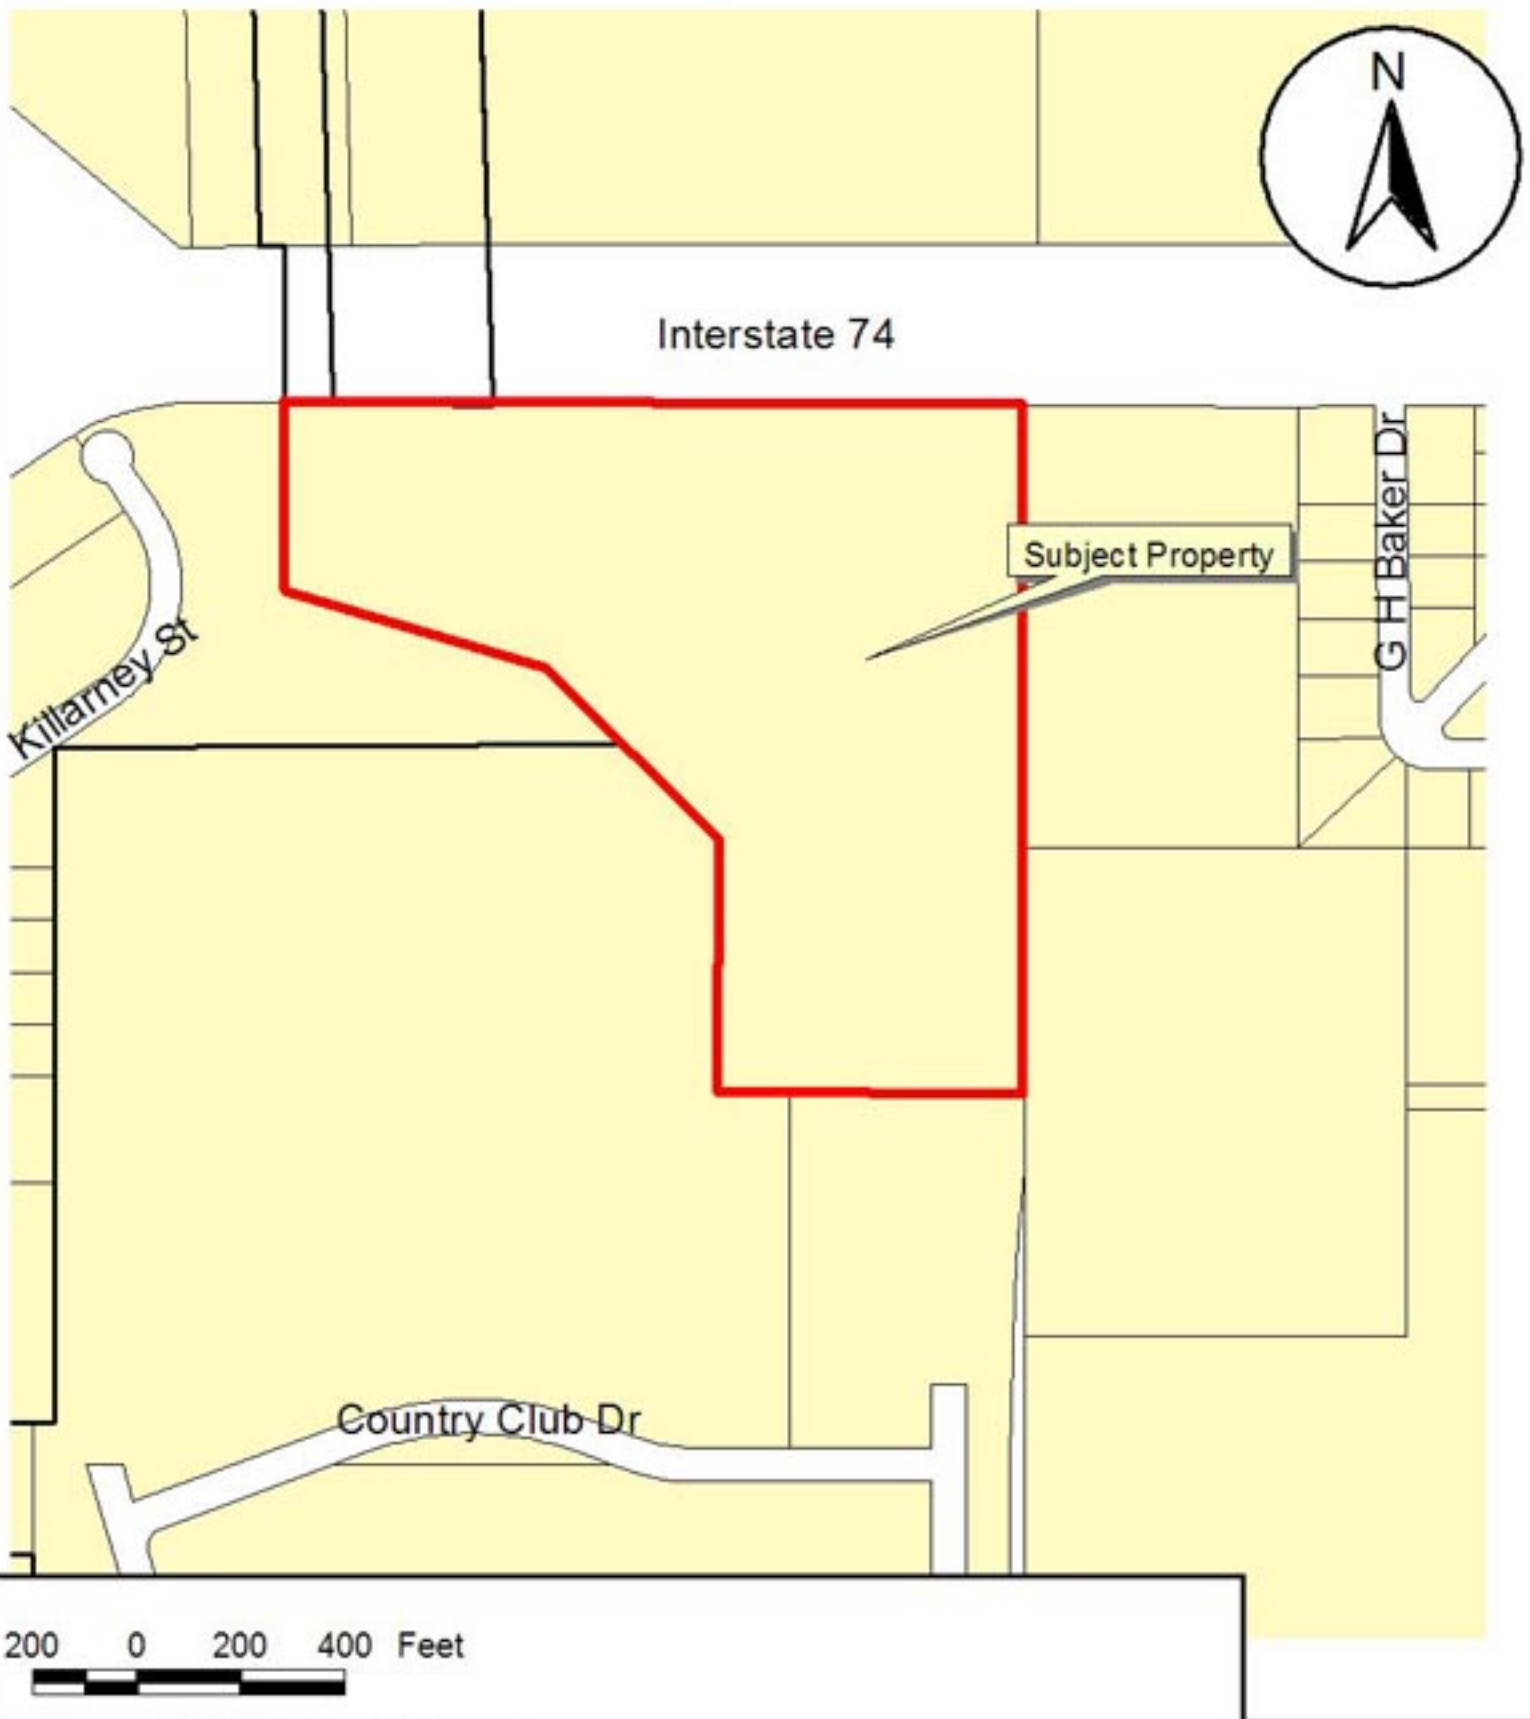 N
Interstate 74
G H Baker Dr
Subject Property
Killarney St
Country Club Dr
200 0 200 400 Feet